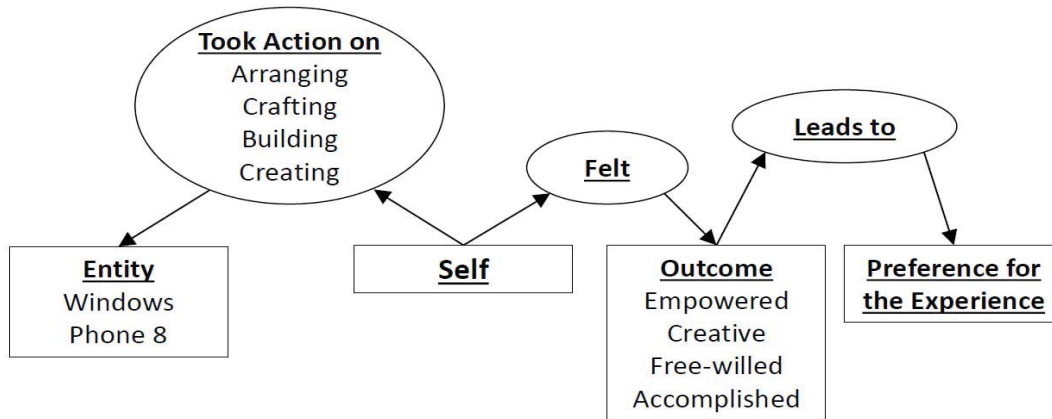 Took Action on
Arranging
Crafting
Building
Creating
Felt
Leads to
Entity
Windows
Phone 8
Self
Outcome
Empowered
Creative
Free-willed
Accomplished
Preference for
the Experience